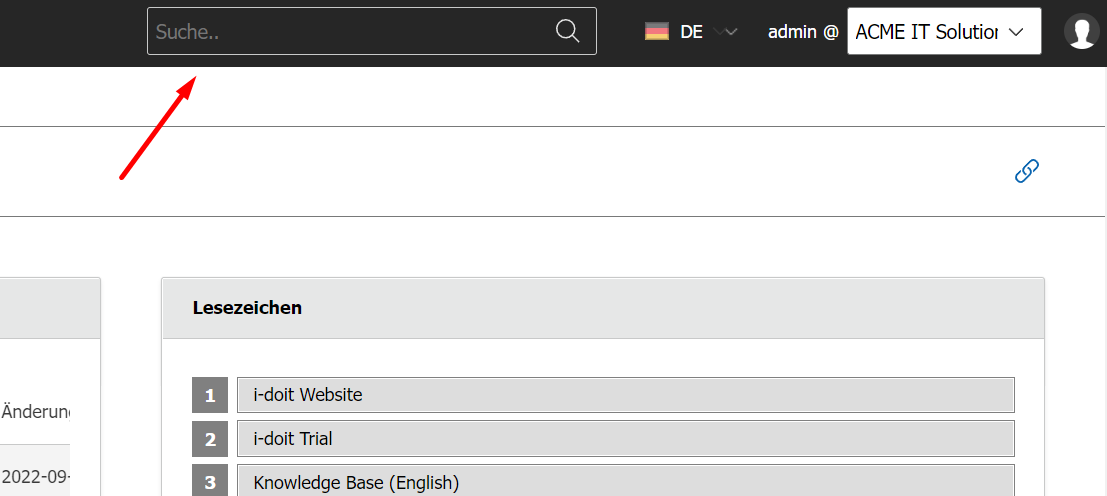 Suche..
DE
admin @
ACME IT Solution
Lesezeichen
1 i-doit Website
Änderun
2 i-doit Trial
2022-09-
3 Knowledge Base (English)